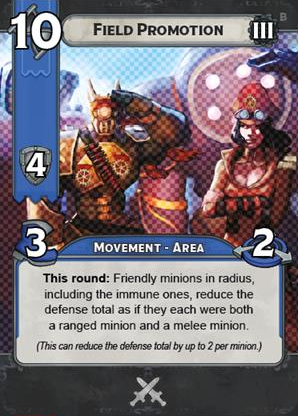 10
FIELD PROMOTION
III
B
4
3
MOVEMENT - AREA
2
This round: Friendly minions in radius,
including the immune ones, reduce the
defense total as if they each were both
a ranged minion and a melee minion.
(This can reduce the defense total by up to 2 per minion.)